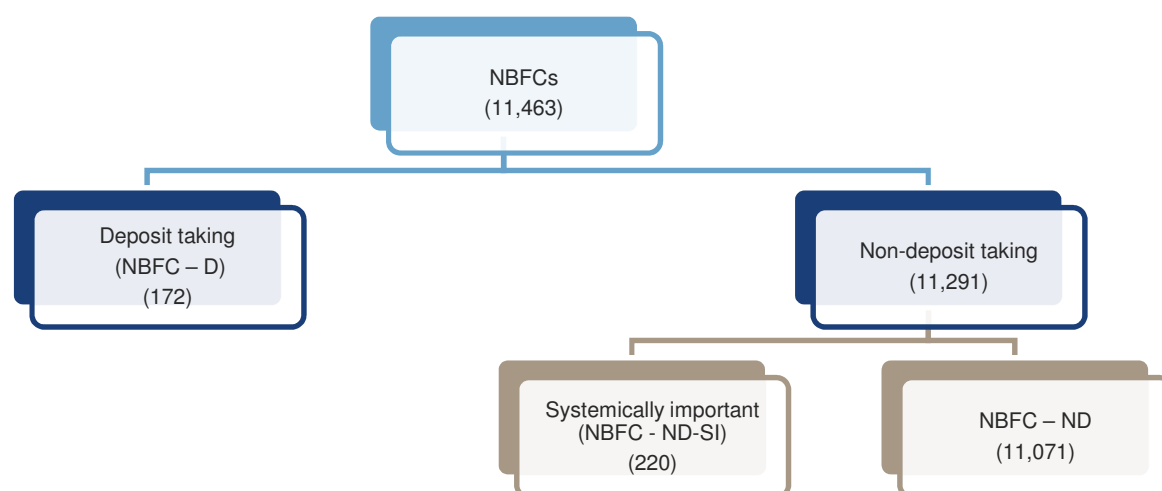 NBFCs
(11,463)
Deposit taking
(NBFC – D)
(172)
Non-deposit taking
(11,291)
Systemically important
(NBFC - ND-SI)
(220)
NBFC – ND
(11,071)